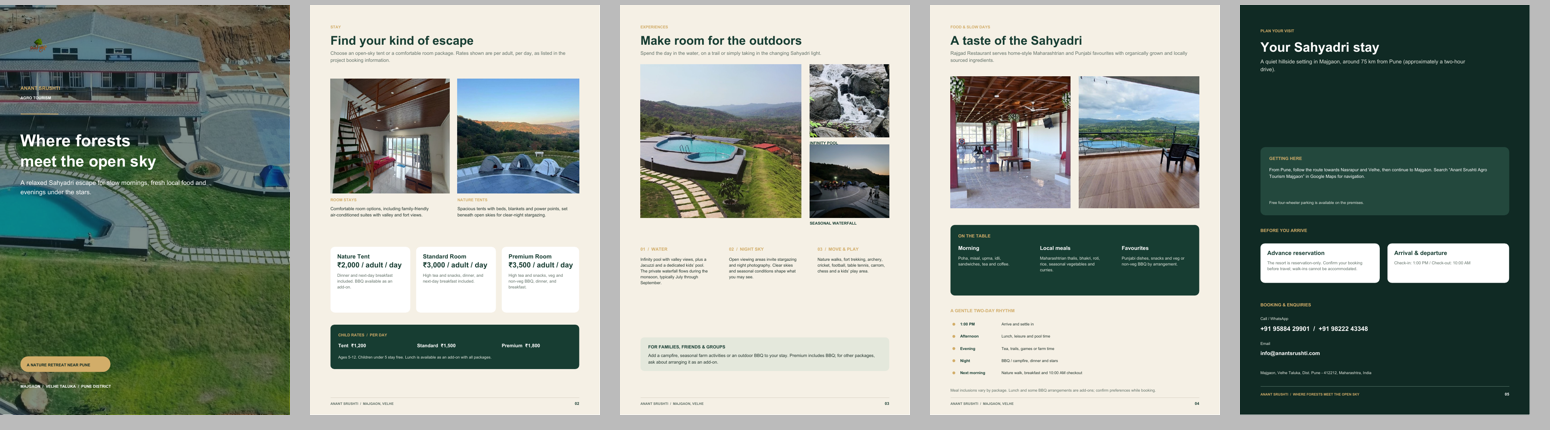 ANANT SRUSHTI
AGRO TOURISM
Where forests
meet the open sky
A relaxed Sahyadri escape for slow mornings, fresh local food and
evenings under the stars.
A NATURE RETREAT NEAR PUNE
MAJGAON / VELHE TALUKA / PUNE DISTRICT
STAY
Find your kind of escape
Choose an open-sky tent or a comfortable room package. Rates shown are per adult, per day, as listed in the
project booking information.
ROOM STAYS
Comfortable room options, including family-friendly
air-conditioned suites with valley and fort views.
NATURE TENTS
Spacious tents with beds, blankets and power points, set
beneath open skies for clear-night stargazing.
Nature Tent
₹2,000 / adult / day
Dinner and next-day breakfast
included. BBQ available as an
add-on.
Standard Room
₹3,000 / adult / day
High tea and snacks, dinner, and
next-day breakfast included.
Premium Room
₹3,500 / adult / day
High tea and snacks, veg and
non-veg BBQ, dinner, and
breakfast.
CHILD RATES / PER DAY
Tent ₹1,200
Standard ₹1,500
Premium ₹1,800
Ages 5-12. Children under 5 stay free. Lunch is available as an add-on with all packages.
ANANT SRUSHTI / MAJGAON, VELHE
02
EXPERIENCES
Make room for the outdoors
Spend the day in the water, on a trail or simply taking in the changing Sahyadri light.
INFINITY POOL
SEASONAL WATERFALL
01 / WATER
Infinity pool with valley views, plus a
Jacuzzi and a dedicated kids' pool.
The private waterfall flows during the
monsoon, typically July through
September.
02 / NIGHT SKY
Open viewing areas invite stargazing
and night photography. Clear skies
and seasonal conditions shape what
you may see.
03 / MOVE & PLAY
Nature walks, fort trekking, archery,
cricket, football, table tennis, carrom,
chess and a kids' play area.
FOR FAMILIES, FRIENDS & GROUPS
Add a campfire, seasonal farm activities or an outdoor BBQ to your stay. Premium includes BBQ; for other packages,
ask about arranging it as an add-on.
ANANT SRUSHTI / MAJGAON, VELHE
03
FOOD & SLOW DAYS
A taste of the Sahyadri
Rajgad Restaurant serves home-style Maharashtrian and Punjabi favourites with organically grown and locally
sourced ingredients.
ON THE TABLE
Morning
Poha, misal, upma, idli,
sandwiches, tea and coffee.
Local meals
Maharashtrian thalis, bhakri, roti,
rice, seasonal vegetables and
curries.
Favourites
Punjabi dishes, snacks and veg or
non-veg BBQ by arrangement.
A GENTLE TWO-DAY RHYTHM
1:00 PM Arrive and settle in
Afternoon Lunch, leisure and pool time
Evening Tea, trails, games or farm time
Night BBQ / campfire, dinner and stars
Next morning Nature walk, breakfast and 10:00 AM checkout
Meal inclusions vary by package. Lunch and some BBQ arrangements are add-ons; confirm preferences while booking.
ANANT SRUSHTI / MAJGAON, VELHE
04
PLAN YOUR VISIT
Your Sahyadri stay
A quiet hillside setting in Majgaon, around 75 km from Pune (approximately a two-hour
drive).
GETTING HERE
From Pune, follow the route towards Nasrapur and Velhe, then continue to Majgaon. Search "Anant Srushti Agro
Tourism Majgaon" in Google Maps for navigation.
Free four-wheeler parking is available on the premises.
BEFORE YOU ARRIVE
Advance reservation
The resort is reservation-only. Confirm your booking
before travel; walk-ins cannot be accommodated.
Arrival & departure
Check-in: 1:00 PM / Check-out: 10:00 AM
BOOKING & ENQUIRIES
Call / WhatsApp
+91 95884 29901 / +91 98222 43348
Email
info@anantsrushti.com
Majgaon, Velhe Taluka, Dist. Pune - 412212, Maharashtra, India
ANANT SRUSHTI / WHERE FORESTS MEET THE OPEN SKY
05